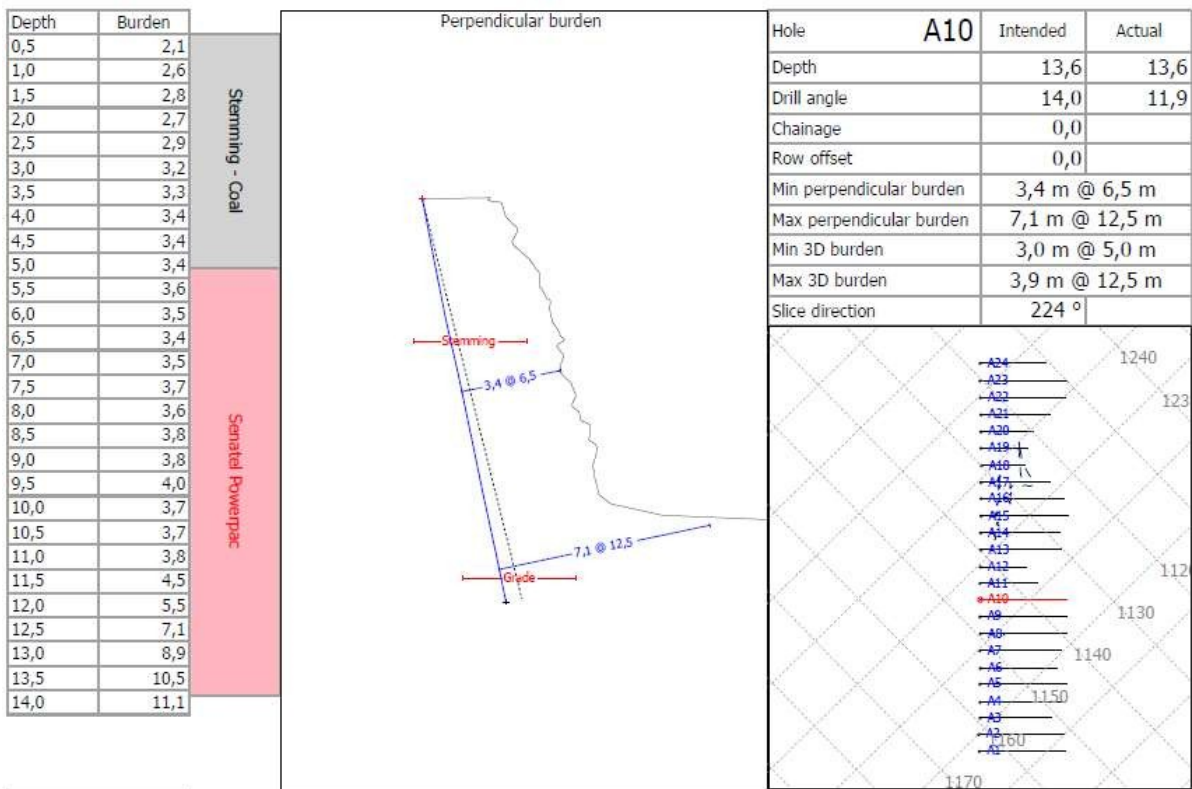 Depth Burden
0,5 2,1
1,0 2,6
1,5 2,8
2,0 2,7
2,5 2,9
3,0 3,2
3,5 3,3
4,0 3,4
4,5 3,4
5,0 3,4
5,5 3,6
6,0 3,5
6,5 3,4
7,0 3,5
7,5 3,7
8,0 3,6
8,5 3,8
9,0 3,8
9,5 4,0
10,0 3,7
10,5 3,7
11,0 3,8
11,5 4,5
12,0 5,5
12,5 7,1
13,0 8,9
13,5 10,5
14,0 11,1
Stemming - Coal
Senatel Powerpac
Perpendicular burden
Stemming
3,4 @ 6,5
7,1 @ 12,5
Grade
Hole A10 Intended Actual
Depth 13,6 13,6
Drill angle 14,0 11,9
Chainage 0,0
Row offset 0,0
Min perpendicular burden 3,4 m @ 6,5 m
Max perpendicular burden 7,1 m @ 12,5 m
Min 3D burden 3,0 m @ 5,0 m
Max 3D burden 3,9 m @ 12,5 m
Slice direction 224 º
A24
1240
A23
A22
123
A21
A20
A19
A18
A17
A16
A15
A14
A13
A12
1120
A11
A10
1130
A9
A8
A7
1140
A6
A5
1150
A4
A3
A2
1160
A1
1170